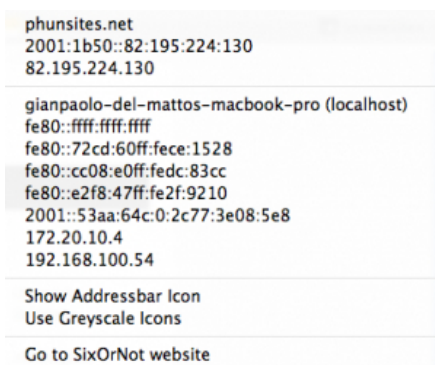 phunsites.net
2001:1b50::82:195:224:130
82.195.224.130
gianpaolo-del-mattos-macbook-pro (localhost)
fe80::ffff:ffff:ffff
fe80::72cd:60ff:fece:1528
fe80::cc08:e0ff:fedc:83cc
fe80::e2f8:47ff:fe2f:9210
2001::53aa:64c:0:2c77:3e08:5e8
172.20.10.4
192.168.100.54
Show Addressbar Icon
Use Greyscale Icons
Go to SixOrNot website